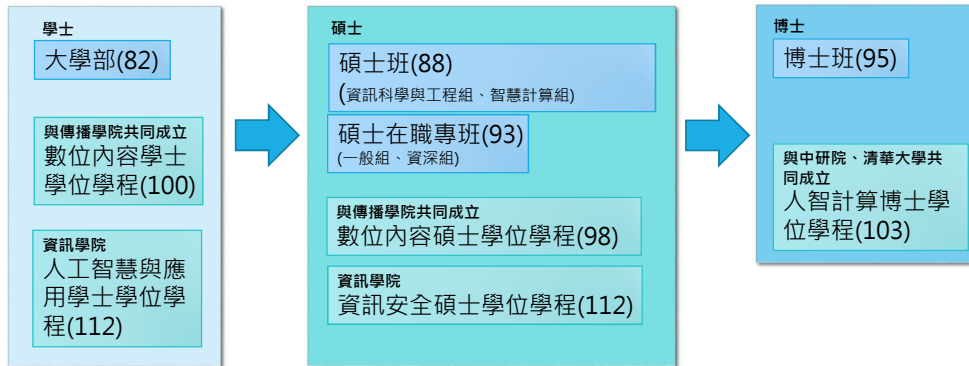 學士
大學部(82)
與傳播學院共同成立
數位內容學士
學位學程(100)
資訊學院
人工智慧與應
用學士學位學
程(112)
碩士
碩士班(88)
(資訊科學與工程組、智慧計算組)
碩士在職專班(93)
(一般組、資深組)
與傳播學院共同成立
數位內容碩士學位學程(98)
資訊學院
資訊安全碩士學位學程(112)
博士
博士班(95)
與中研院、清華大學共
同成立
人智計算博士學
位學程(103)